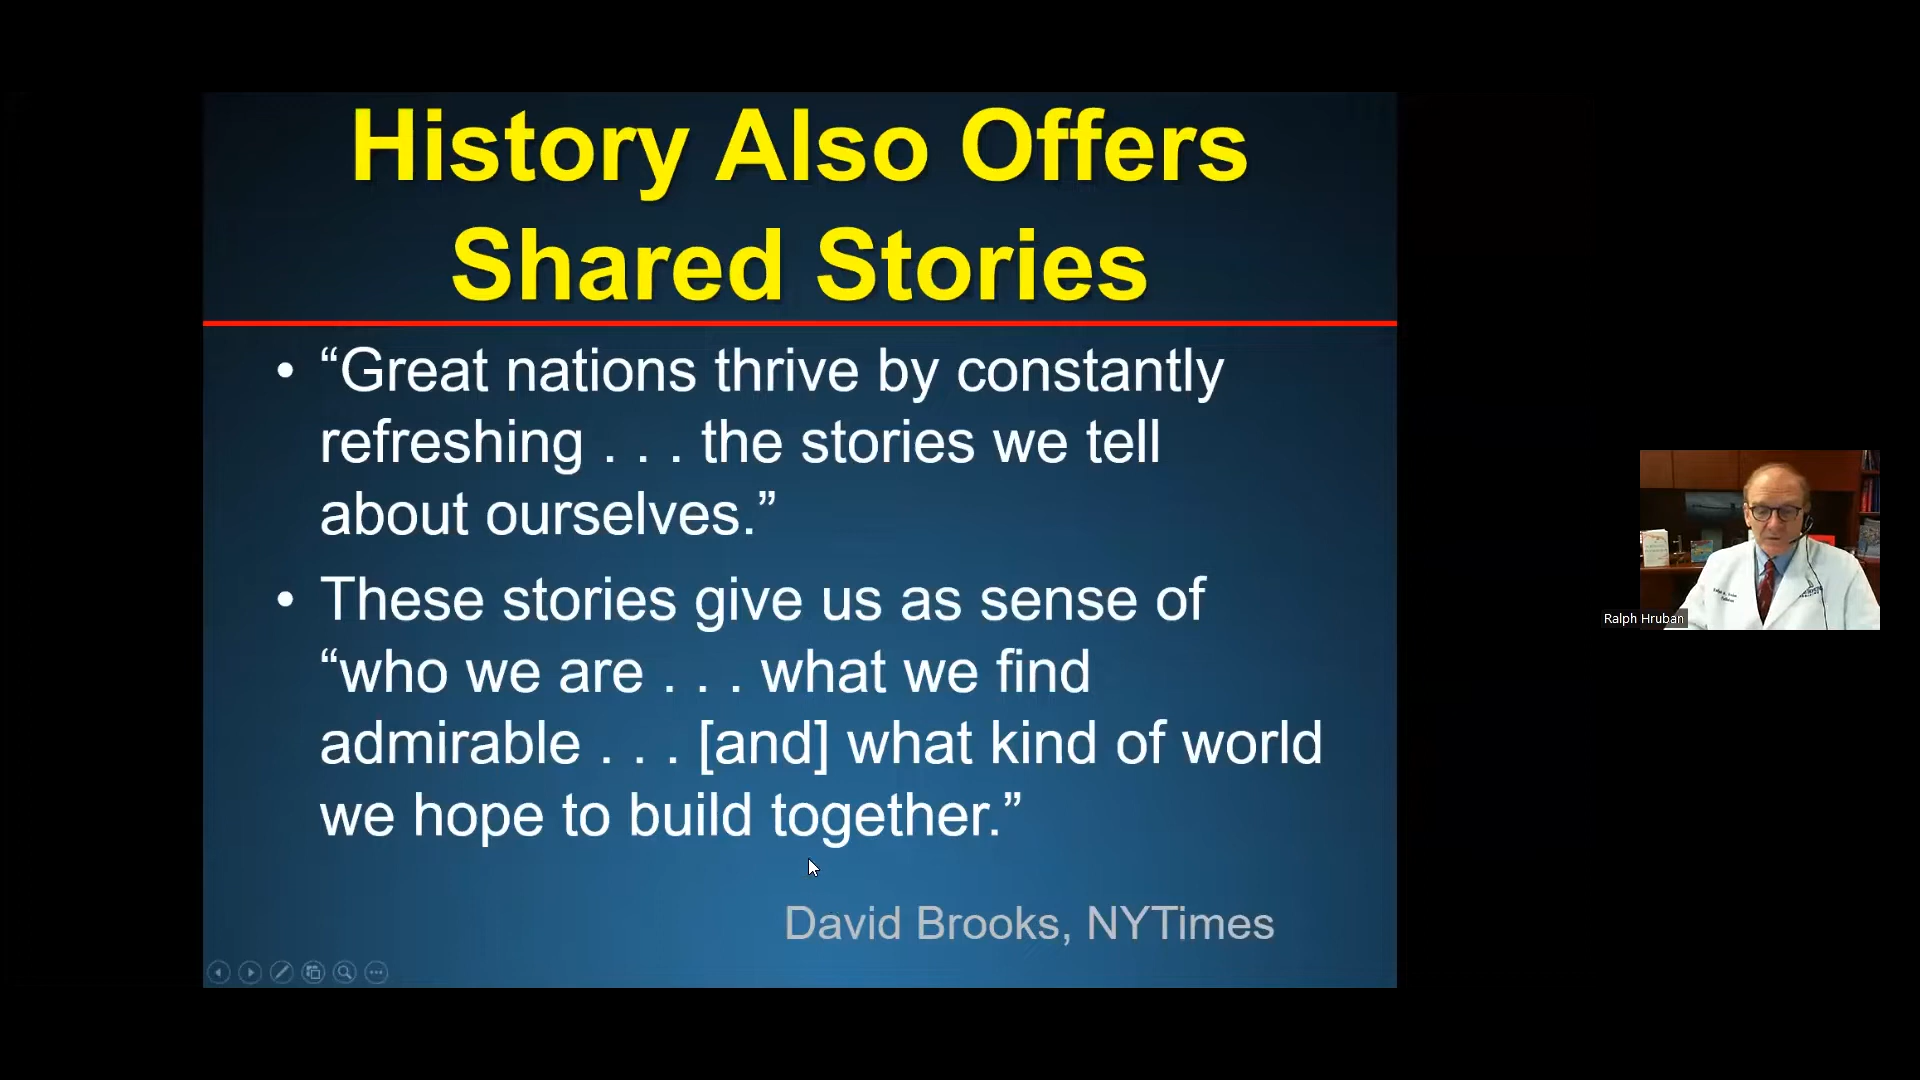 History Also Offers
Shared Stories
• “Great nations thrive by constantly
refreshing . . . the stories we tell
about ourselves.”
• These stories give us as sense of
“who we are . . . what we find
admirable . . . [and] what kind of world
we hope to build together.”
David Brooks, NYTimes
Ralph Hruban